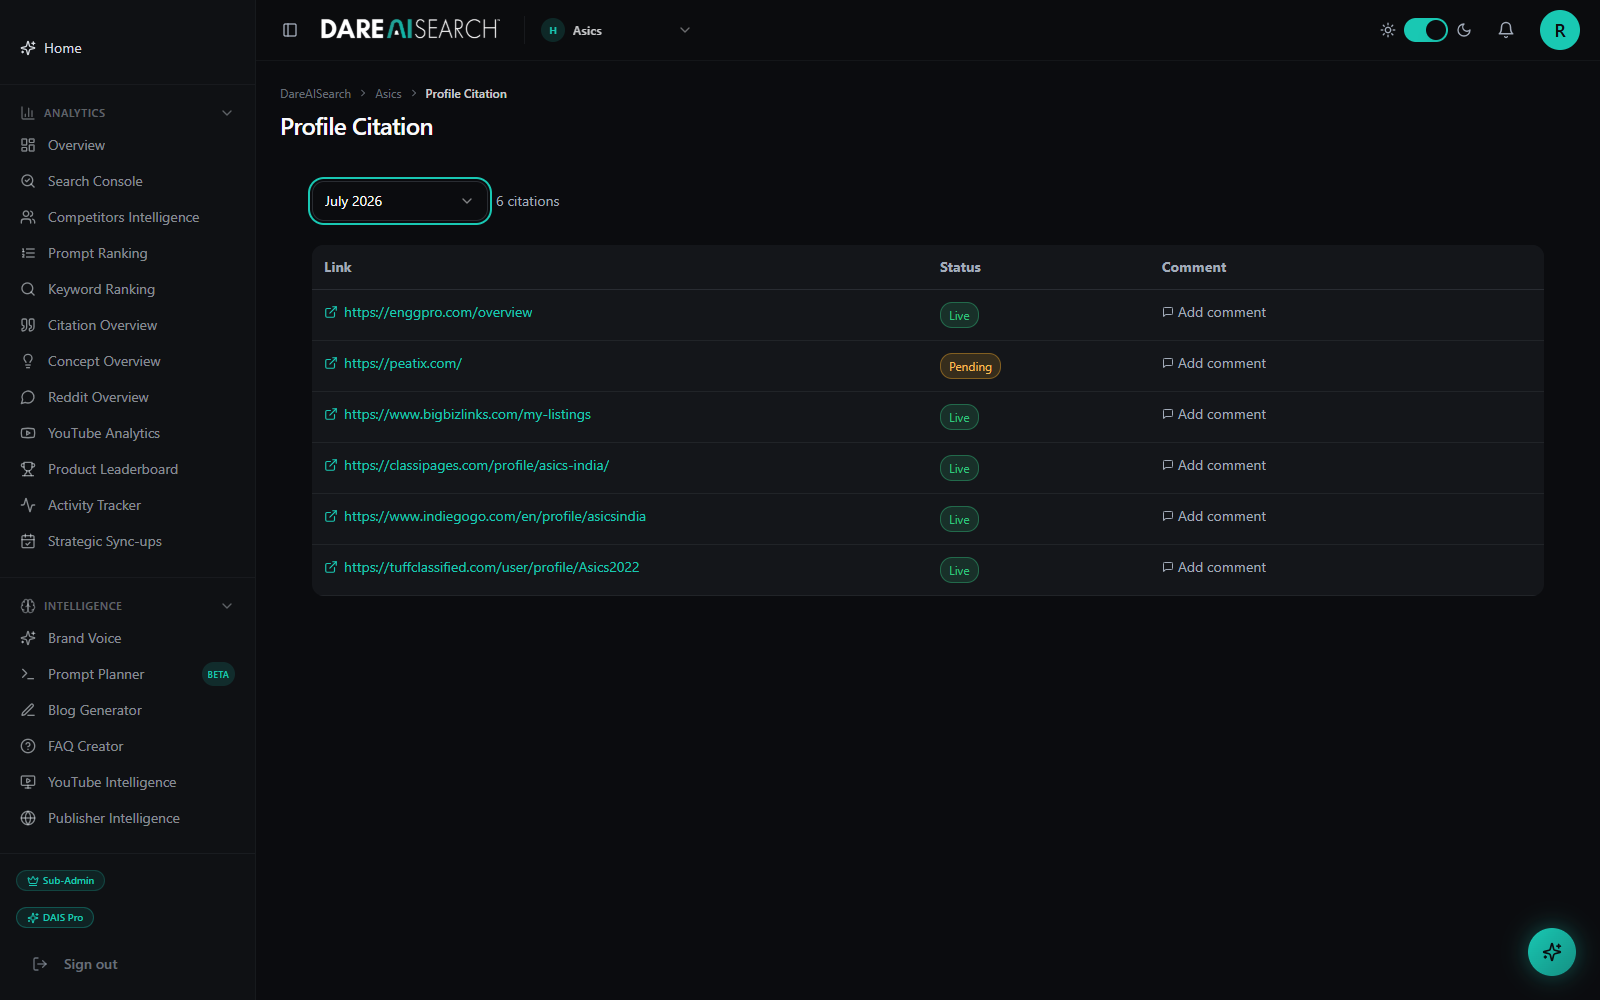 Home
DARE AI SEARCH
H
Asics
R
ANALYTICS
Overview
Search Console
Competitors Intelligence
Prompt Ranking
Keyword Ranking
Citation Overview
Concept Overview
Reddit Overview
YouTube Analytics
Product Leaderboard
Activity Tracker
Strategic Sync-ups
INTELLIGENCE
Brand Voice
Prompt Planner BETA
Blog Generator
FAQ Creator
YouTube Intelligence
Publisher Intelligence
Sub-Admin
DAIS Pro
Sign out
DareAISearch > Asics > Profile Citation
Profile Citation
July 2026
6 citations
Link Status Comment
https://enggpro.com/overview Live Add comment
https://peatix.com/ Pending Add comment
https://www.bigbizlinks.com/my-listings Live Add comment
https://classipages.com/profile/asics-india/ Live Add comment
https://www.indiegogo.com/en/profile/asicsindia Live Add comment
https://tuffclassified.com/user/profile/Asics2022 Live Add comment